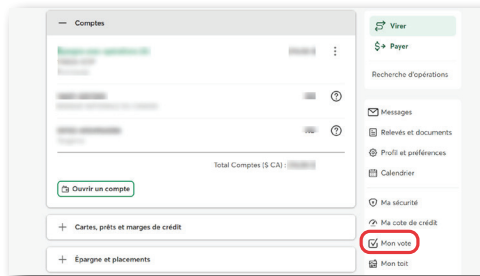 Comptes
Total Comptes ($ CA) :
Ouvrir un compte
Cartes, prêts et marges de crédit
Épargne et placements
Virer
Payer
Recherche d'opérations
Messages
Relevés et documents
Profil et préférences
Calendrier
Ma sécurité
Ma cote de crédit
Mon vote
Mon toit